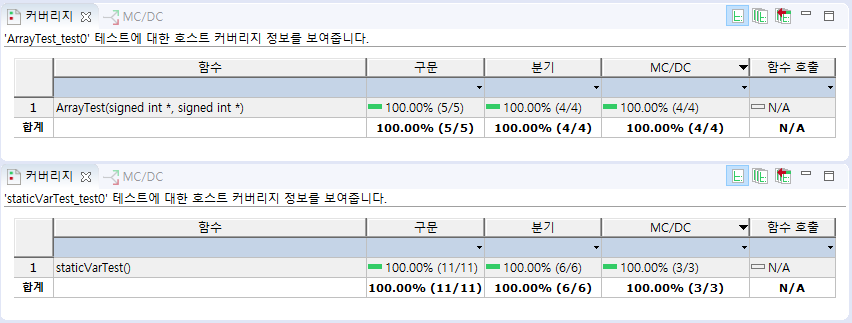 커버리지 MC/DC
'ArrayTest_test0' 테스트에 대한 호스트 커버리지 정보를 보여줍니다.
함수 구문 분기 MC/DC 함수 호출
1 ArrayTest(signed int *, signed int *) 100.00% (5/5) 100.00% (4/4) 100.00% (4/4) N/A
합계 100.00% (5/5) 100.00% (4/4) 100.00% (4/4) N/A
커버리지 MC/DC
'staticVarTest_test0' 테스트에 대한 호스트 커버리지 정보를 보여줍니다.
함수 구문 분기 MC/DC 함수 호출
1 staticVarTest() 100.00% (11/11) 100.00% (6/6) 100.00% (3/3) N/A
합계 100.00% (11/11) 100.00% (6/6) 100.00% (3/3) N/A